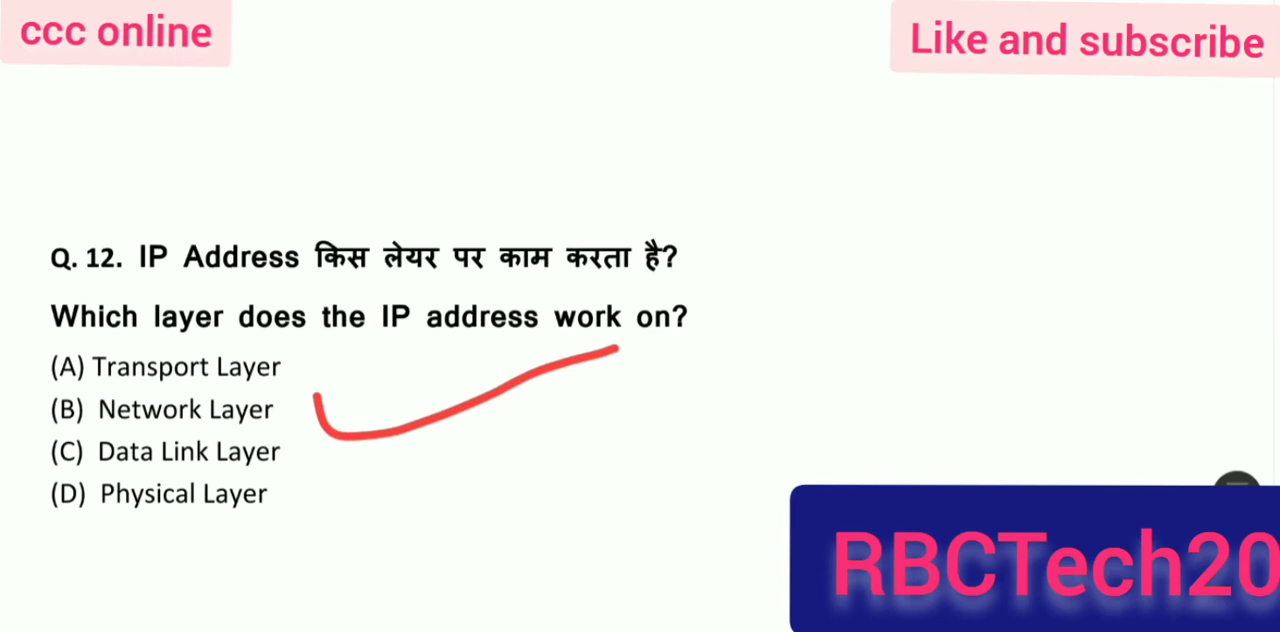 ccc online
Like and subscribe
Q. 12. IP Address किस लेयर पर काम करता है?
Which layer does the IP address work on?
(A) Transport Layer
(B) Network Layer
(C) Data Link Layer
(D) Physical Layer
RBCTech20